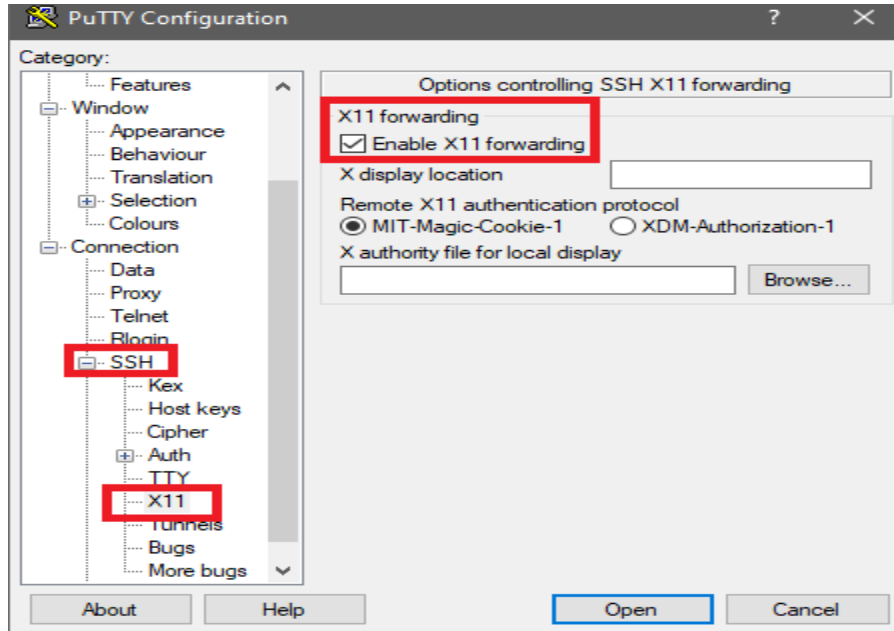 PuTTY Configuration
?
Category:
Features
Window
Appearance
Behaviour
Translation
Selection
Colours
Connection
Data
Proxy
Telnet
Rlogin
SSH
Kex
Host keys
Cipher
Auth
TTY
X11
Tunnels
Bugs
More bugs
Options controlling SSH X11 forwarding
X11 forwarding
Enable X11 forwarding
X display location
Remote X11 authentication protocol
MIT-Magic-Cookie-1 XDM-Authorization-1
X authority file for local display
Browse...
About Help Open Cancel